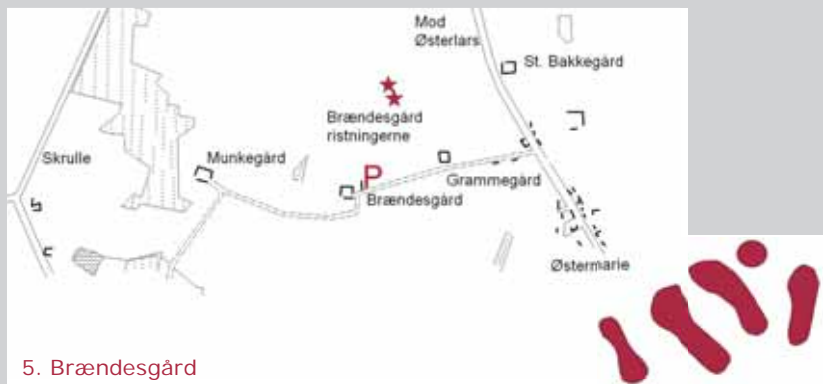 Mod
Østerlars
St. Bakkegård
Brændesgård
ristningerne
Skrulle
Munkegård
P
Grammegård
Brændesgård
Østermarie
5. Brændesgård